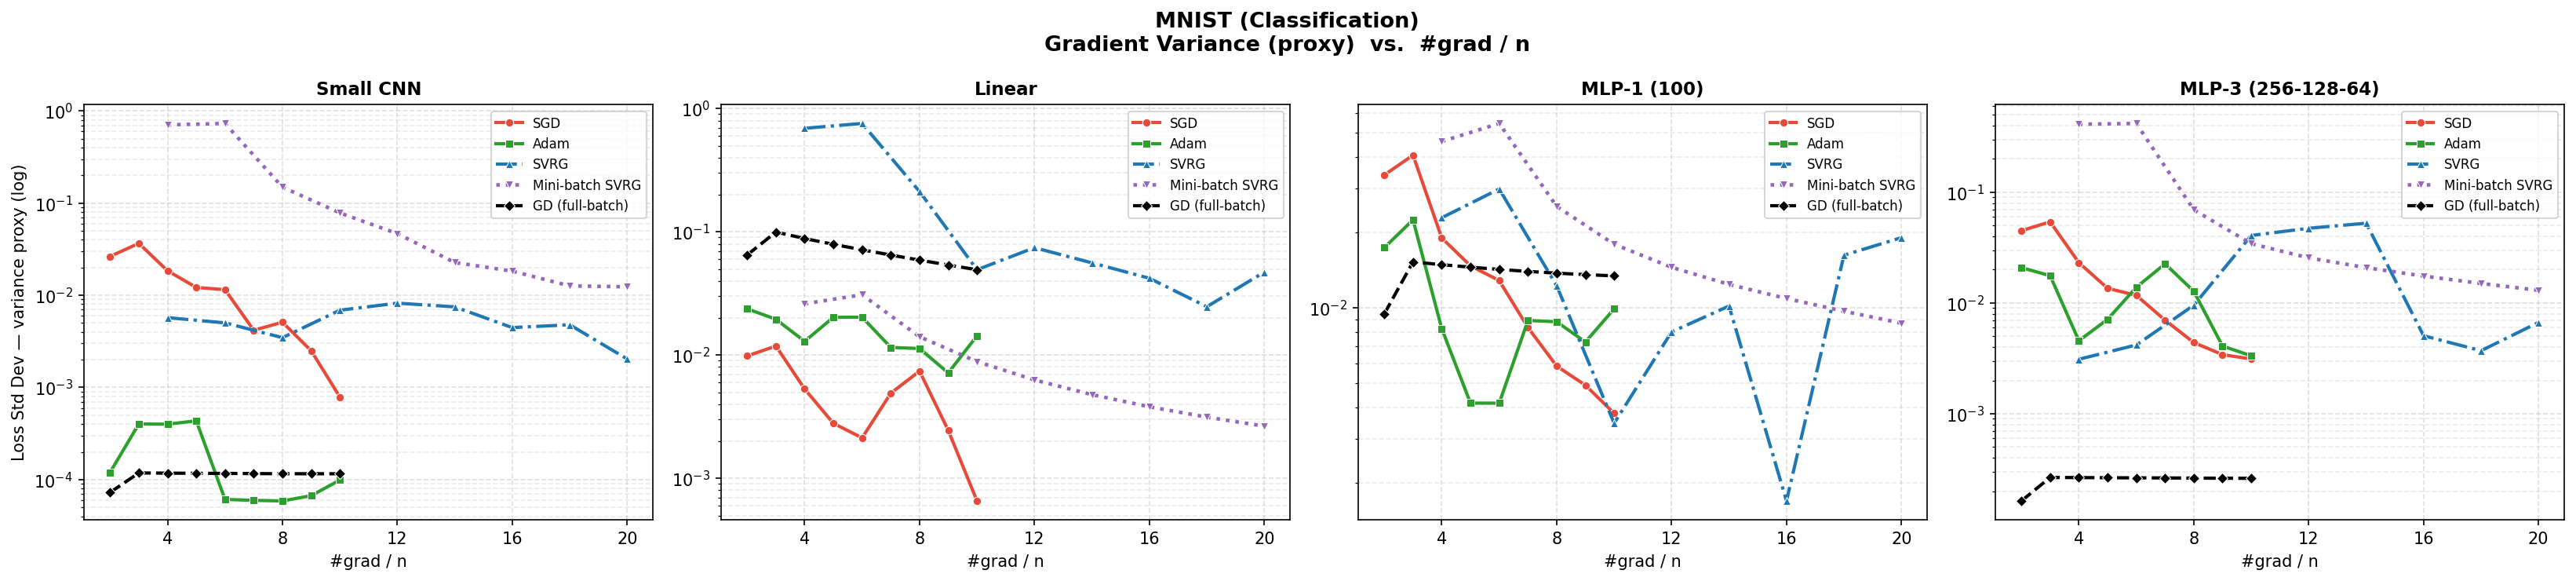 MNIST (Classification)
Gradient Variance (proxy)  vs.  #grad / n
Small CNN
Loss Std Dev — variance proxy (log)
10⁰
10⁻¹
10⁻²
10⁻³
10⁻⁴
SGD
Adam
SVRG
Mini-batch SVRG
GD (full-batch)
4 8 12 16 20
#grad / n
Linear
10⁰
10⁻¹
10⁻²
10⁻³
SGD
Adam
SVRG
Mini-batch SVRG
GD (full-batch)
4 8 12 16 20
#grad / n
MLP-1 (100)
10⁻²
SGD
Adam
SVRG
Mini-batch SVRG
GD (full-batch)
4 8 12 16 20
#grad / n
MLP-3 (256-128-64)
10⁻¹
10⁻²
10⁻³
SGD
Adam
SVRG
Mini-batch SVRG
GD (full-batch)
4 8 12 16 20
#grad / n